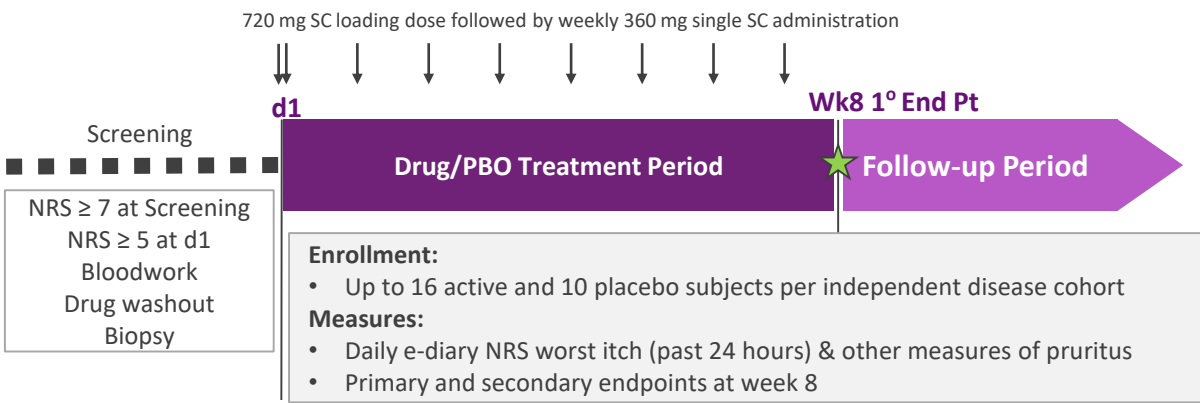 720 mg SC loading dose followed by weekly 360 mg single SC administration
d1
Wk8 1º End Pt
Screening
Drug/PBO Treatment Period
Follow-up Period
NRS ≥ 7 at Screening
NRS ≥ 5 at d1
Bloodwork
Drug washout
Biopsy
Enrollment:
• Up to 16 active and 10 placebo subjects per independent disease cohort
Measures:
• Daily e-diary NRS worst itch (past 24 hours) & other measures of pruritus
• Primary and secondary endpoints at week 8